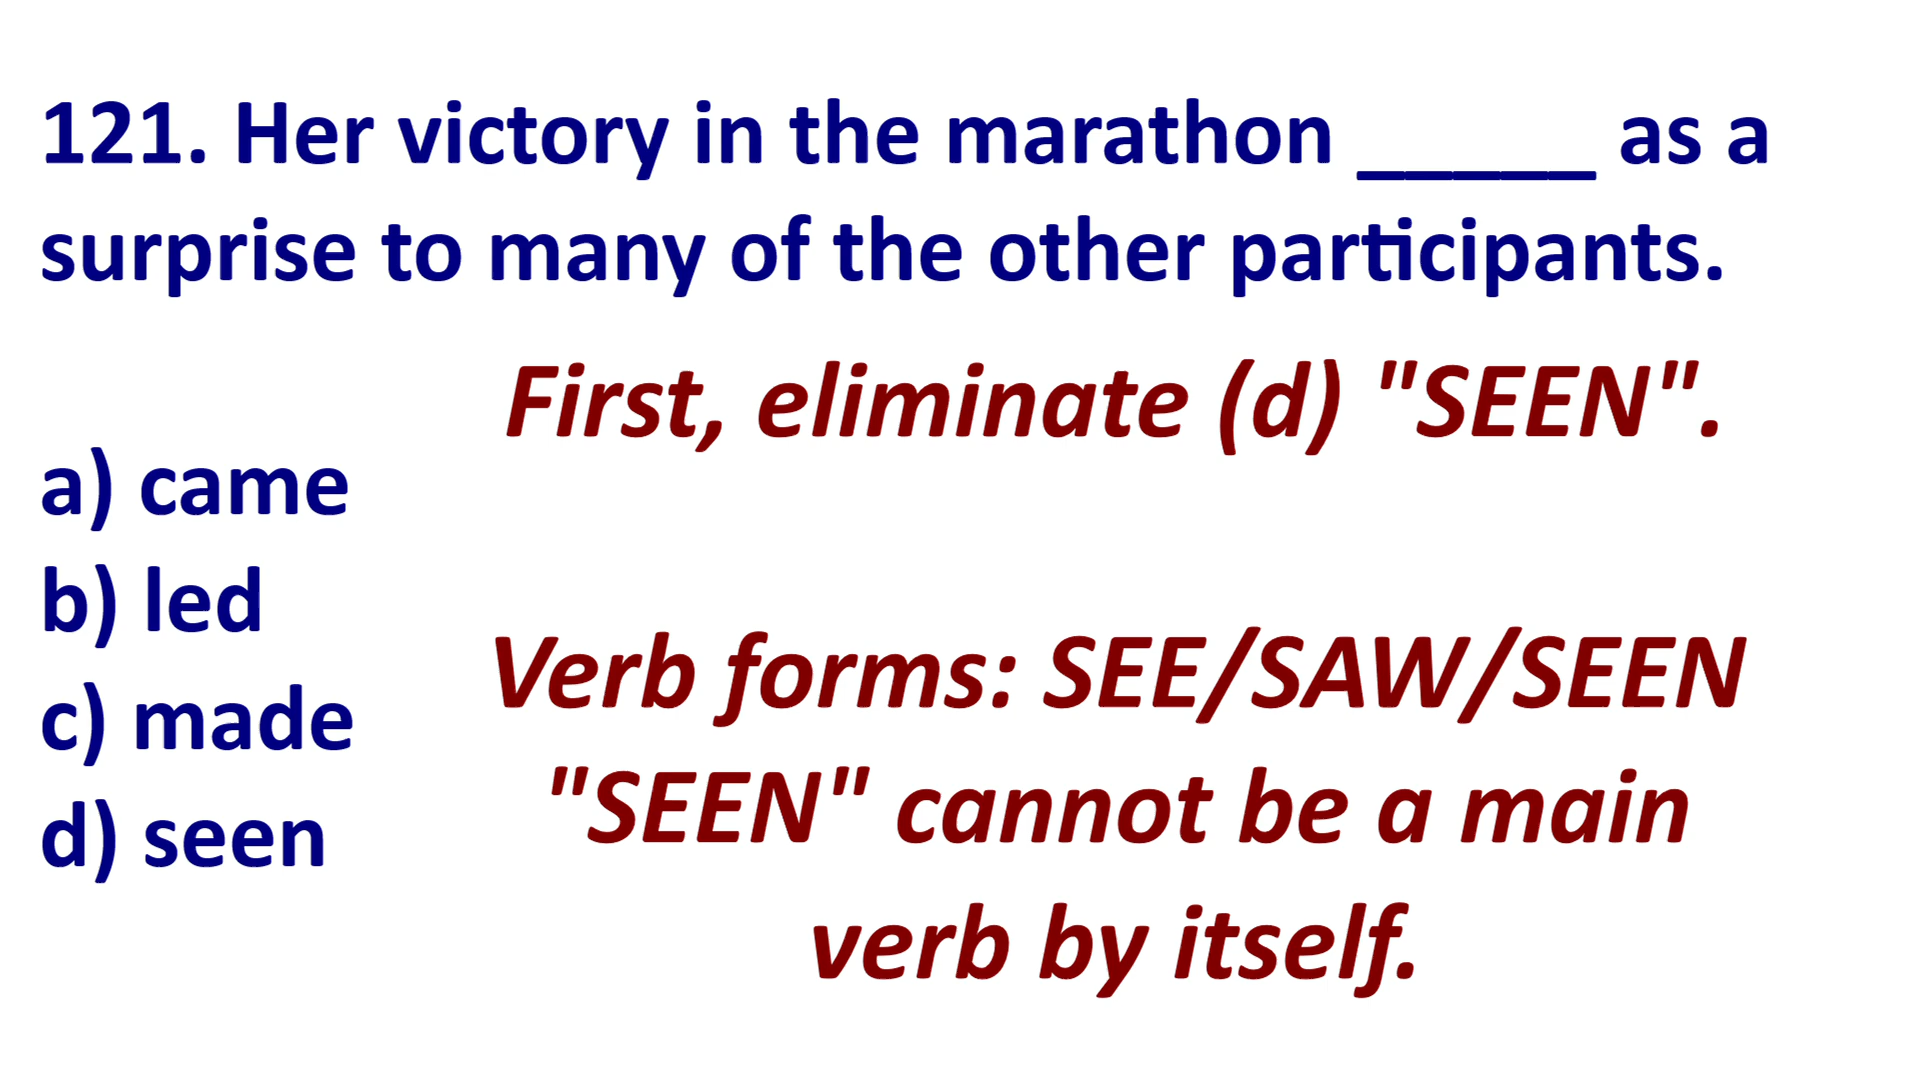 121. Her victory in the marathon _____ as a
surprise to many of the other participants.
First, eliminate (d) "SEEN".
a) came
b) led
c) made
d) seen
Verb forms: SEE/SAW/SEEN
"SEEN" cannot be a main
verb by itself.